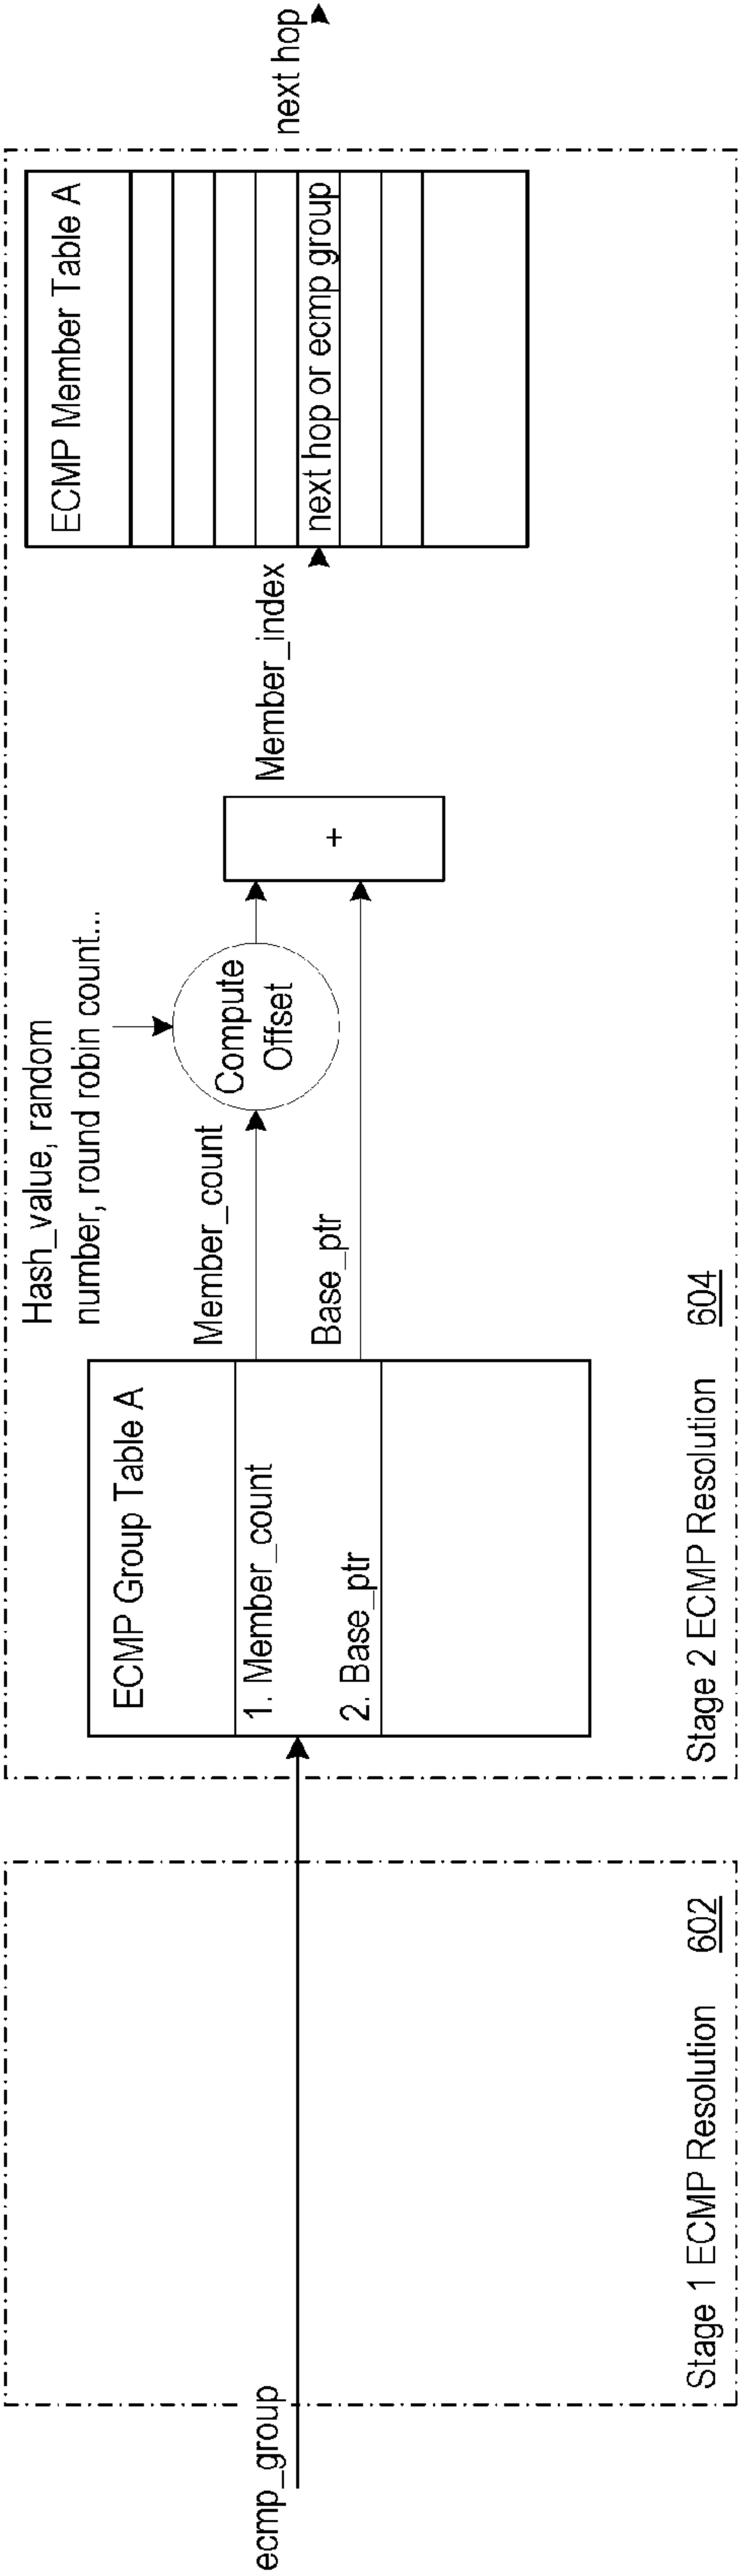 ecmp_group
Stage 1 ECMP Resolution
602
ECMP Group Table A
1. Member_count
2. Base_ptr
Member_count
Base_ptr
Hash_value, random
number, round robin count...
Compute
Offset
+
Member_index
ECMP Member Table A
next hop or ecmp group
next hop
Stage 2 ECMP Resolution
604